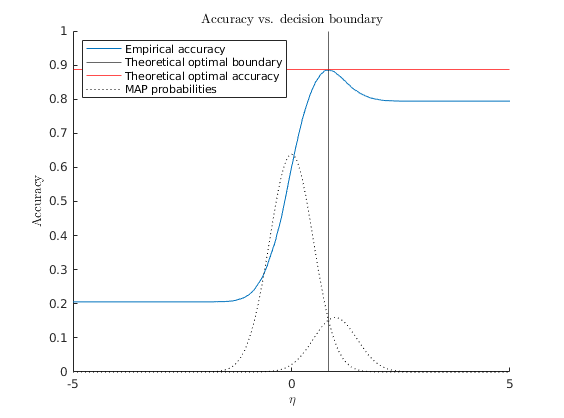 Accuracy vs. decision boundary
Empirical accuracy
Theoretical optimal boundary
Theoretical optimal accuracy
MAP probabilities
1
0.9
0.8
0.7
0.6
0.5
0.4
0.3
0.2
0.1
0
Accuracy
-5
0
5
η